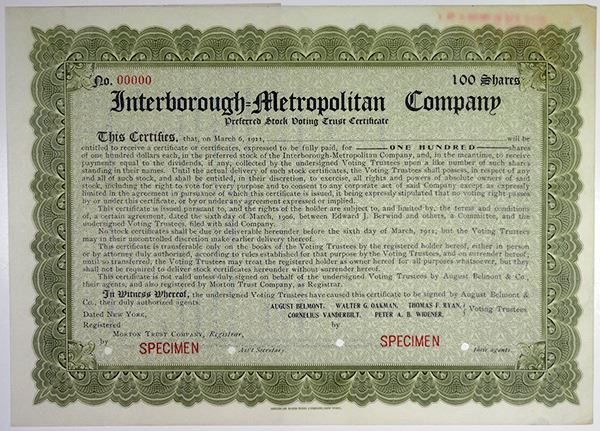 No. 00000 100 Shares
Interborough=Metropolitan Company
Preferred Stock Voting Trust Certificate
This Certifies, that, on March 6, 1911, will be
entitled to receive a certificate or certificates, expressed to be fully paid, for ONE HUNDRED shares
of one hundred dollars each, in the preferred stock of the Interborough-Metropolitan Company, and, in the meantime, to receive
payments equal to the dividends, if any, collected by the undersigned Voting Trustees upon a like number of such shares
standing in their names. Until the actual delivery of such stock certificates, the Voting Trustees shall possess, in respect of any
and all of such stock, and shall be entitled, in their discretion, to exercise, all rights and powers of absolute owners of said
stock, including the right to vote for every purpose and to consent to any corporate act of said Company except as expressly
limited in the agreement in pursuance of which this certificate is issued, it being expressly stipulated that no voting right passes
by or under this certificate, or by or under any agreement expressed or implied.
This certificate is issued pursuant to, and the rights of the holder are subject to, and limited by, the terms and conditions
of, a certain agreement, dated the sixth day of March, 1906, between Edward J. Berwind and others, a Committee, and the
undersigned Voting Trustees, filed with said Company.
No stock certificates shall be due or deliverable hereunder before the sixth day of March, 1911; but the Voting Trustees
may in their uncontrolled discretion make earlier delivery thereof.
This certificate is transferable only on the books of the Voting Trustees by the registered holder hereof, either in person
or by attorney duly authorized, according to rules established for that purpose by the Voting Trustees, and on surrender hereof;
until so transferred, the Voting Trustees may treat the registered holder as owner hereof for all purposes whatsoever, but they
shall not be required to deliver stock certificates hereunder without surrender hereof.
This certificate is not valid unless duly signed on behalf of the undersigned Voting Trustees by August Belmont & Co.,
their agents, and also registered by Morton Trust Company, as Registrar.
In Witness Whereof, the undersigned Voting Trustees have caused this certificate to be signed by August Belmont &
Co., their duly authorized agents.
AUGUST BELMONT, WALTER G. OAKMAN, THOMAS F. RYAN,
CORNELIUS VANDERBILT, PETER A. B. WIDENER, Voting Trustees
Dated New York,
Registered by
Morton Trust Company, Registrar,
by SPECIMEN Ass't Secretary. SPECIMEN their agents.